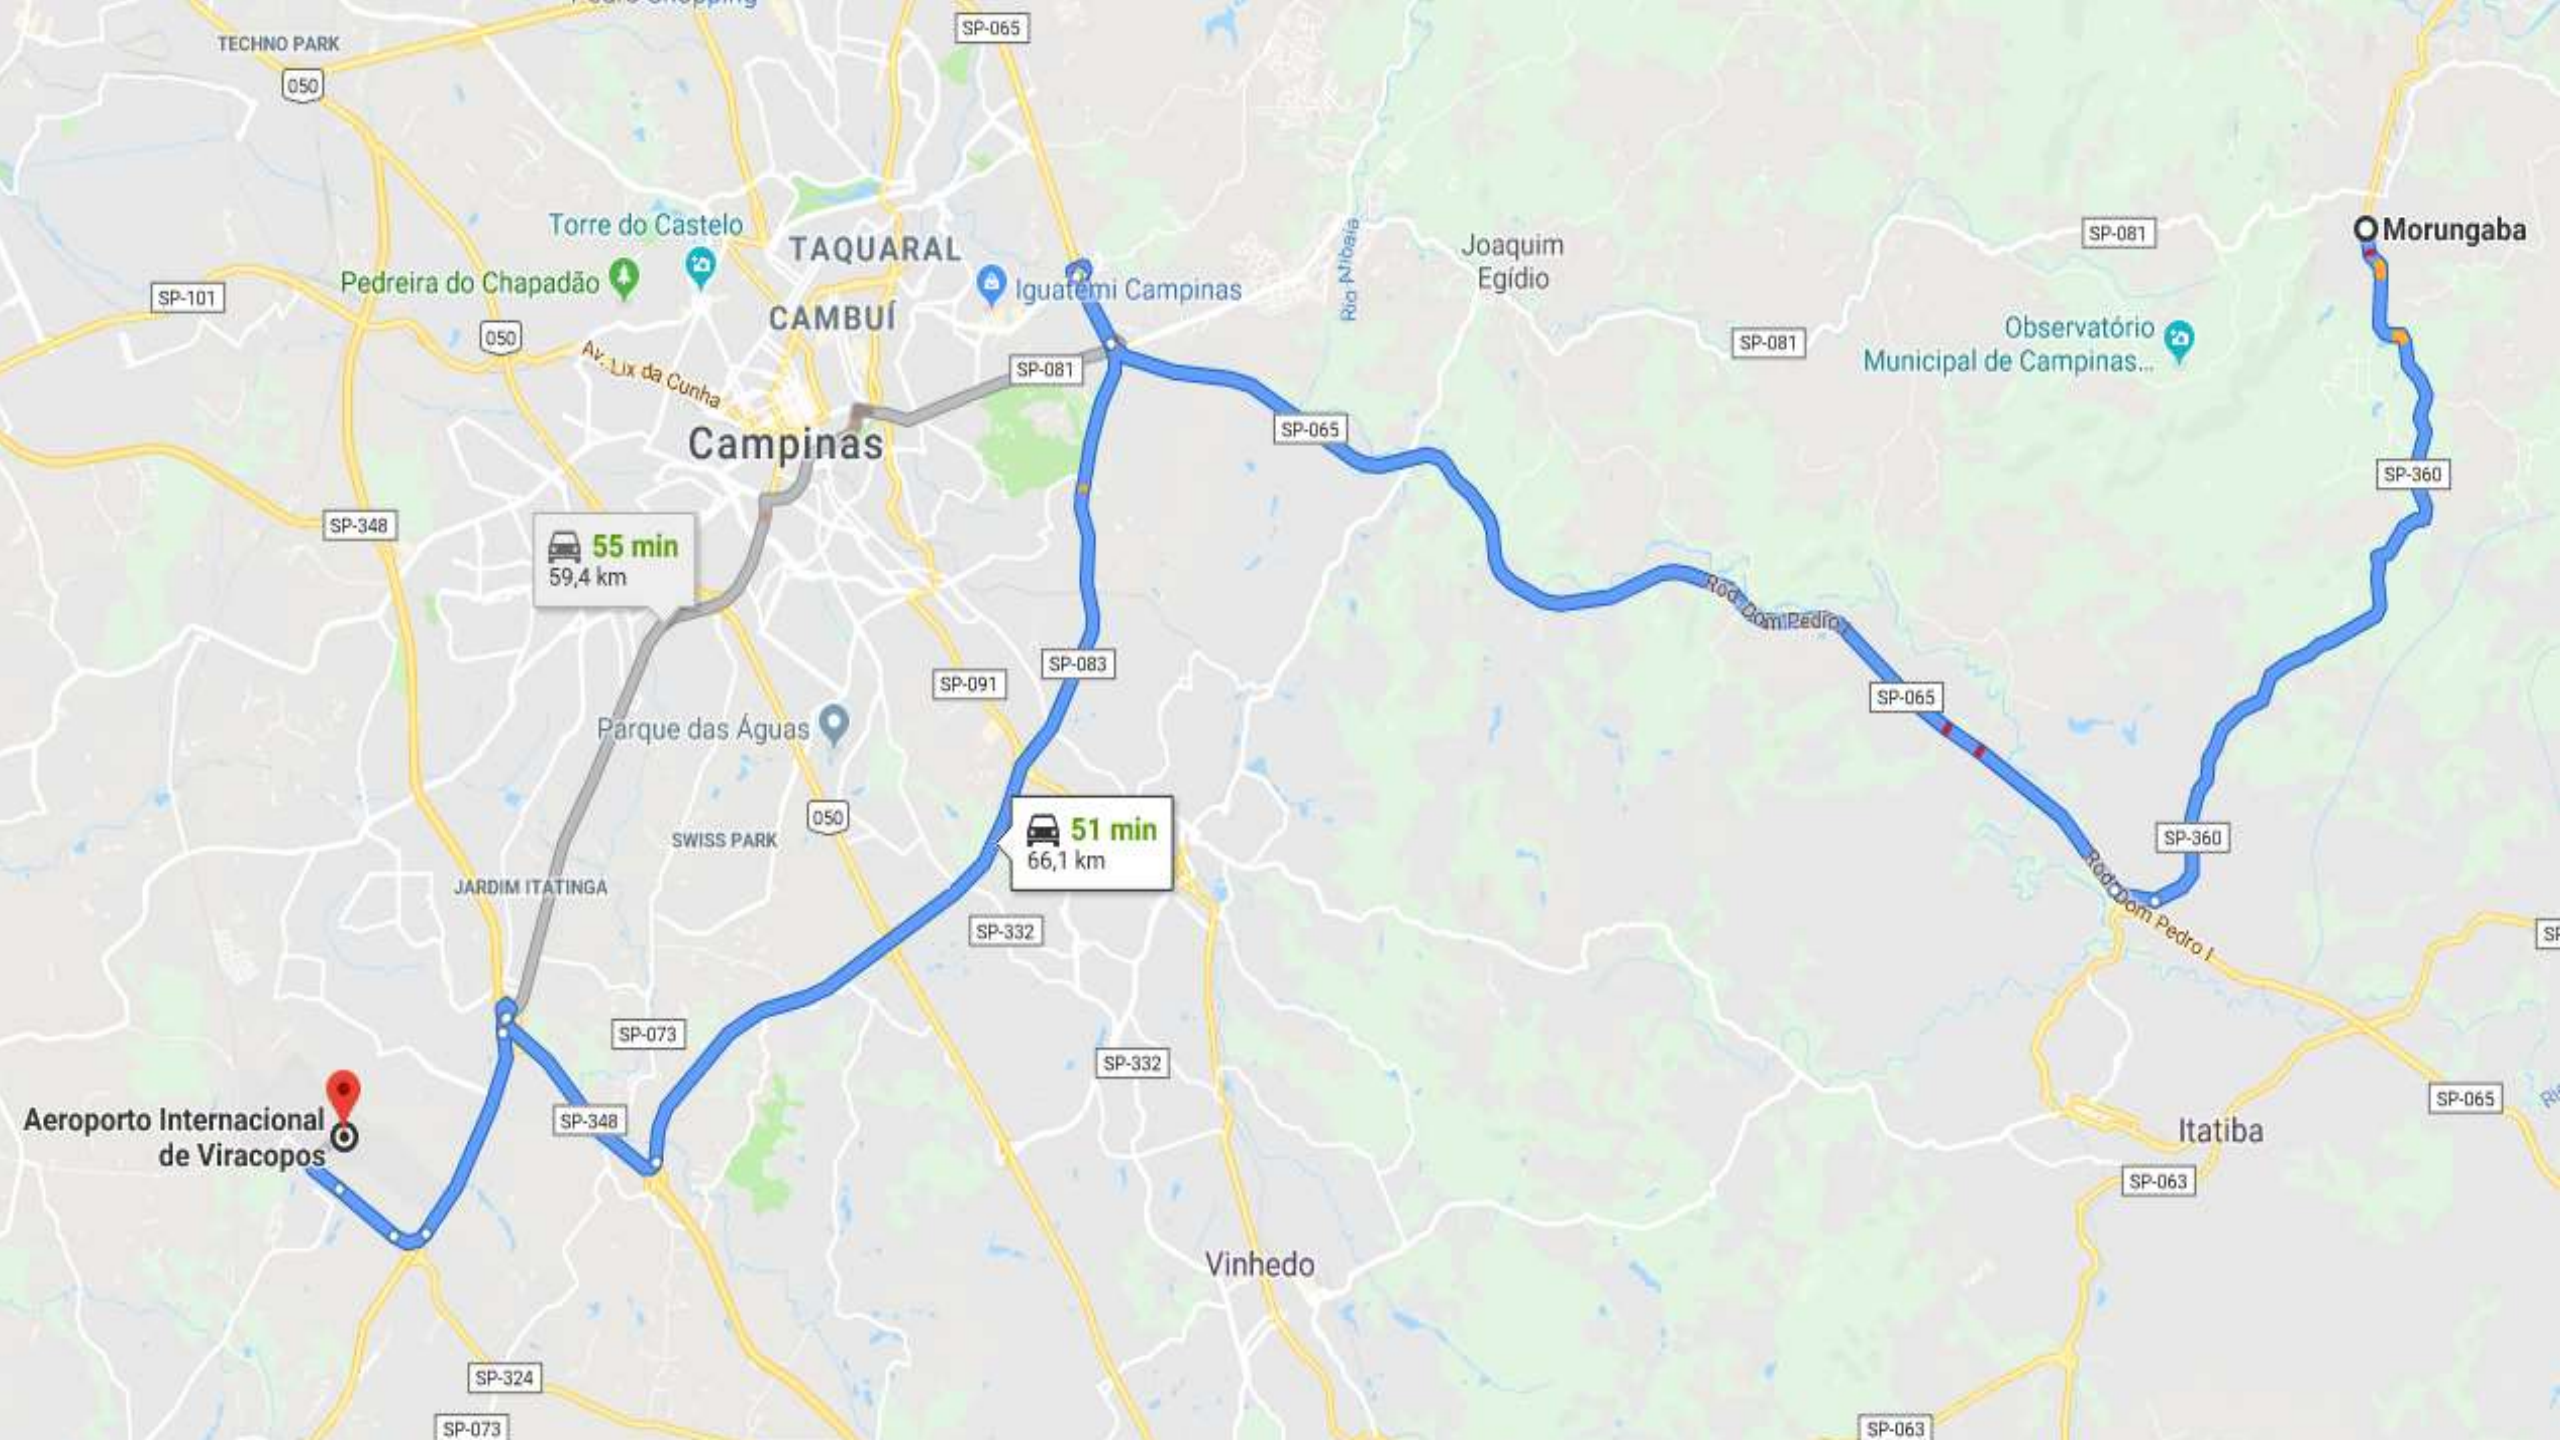 SP-065
TECHNO PARK
050
Torre do Castelo
TAQUARAL
Pedreira do Chapadão
Iguatemi Campinas
Rio Atibaia
Joaquim
Egídio
SP-081
Morungaba
SP-101
CAMBUÍ
050
Observatório
Municipal de Campinas...
SP-081
Av. Lix da Cunha
SP-081
Campinas
SP-065
SP-360
SP-348
55 min
59,4 km
Rod. Dom Pedro I
SP-083
SP-091
SP-065
Parque das Águas
050
SWISS PARK
51 min
66,1 km
SP-360
JARDIM ITATINGA
SP-332
Rod. Dom Pedro I
SP-073
SP-332
SP-065
Aeroporto Internacional
de Viracopos
SP-348
Itatiba
SP-063
Vinhedo
SP-324
SP-073
SP-063